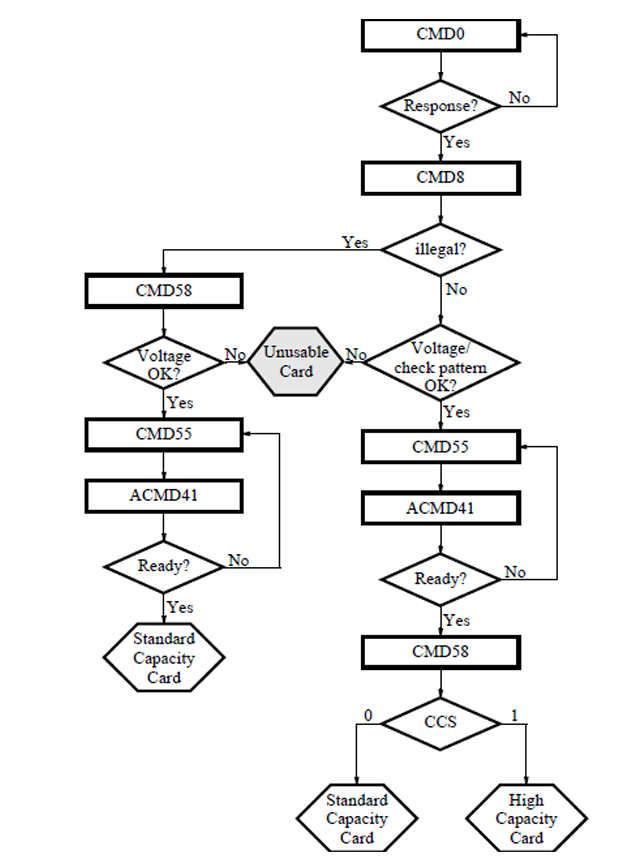 CMD0
Response?
No
Yes
CMD8
illegal?
Yes
No
CMD58
Voltage
OK?
No
Unusable
Card
No
Voltage/
check pattern
OK?
Yes
Yes
CMD55
CMD55
ACMD41
ACMD41
Ready?
No
Ready?
No
Yes
Yes
Standard
Capacity
Card
CMD58
0
CCS
1
Standard
Capacity
Card
High
Capacity
Card